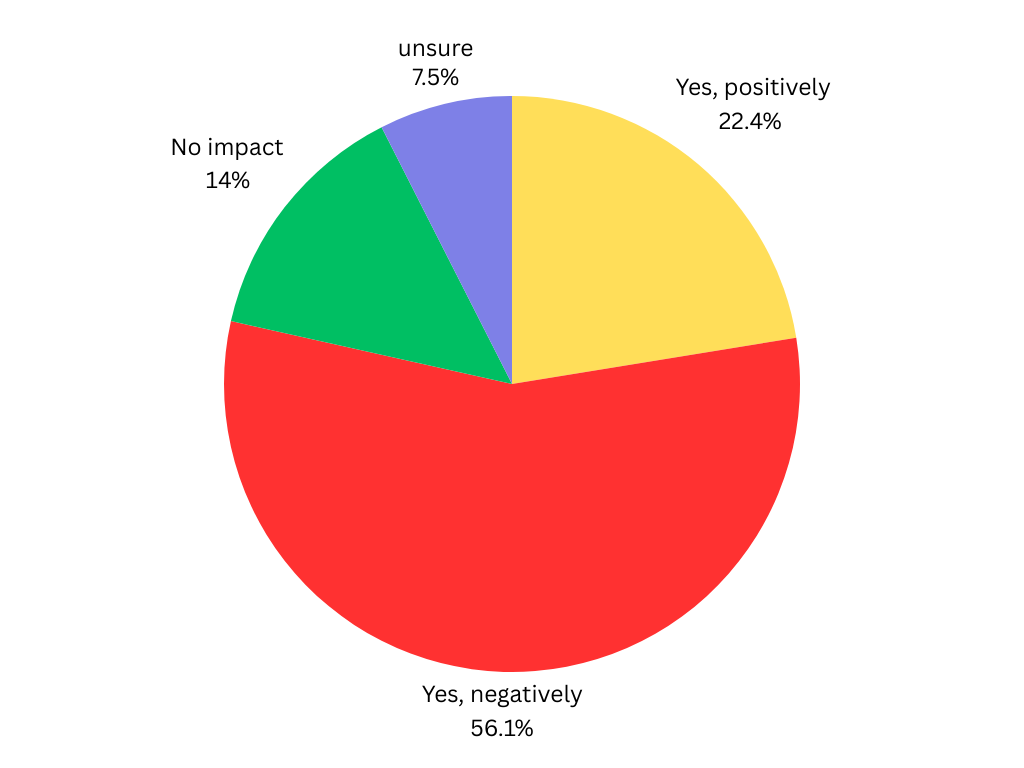 unsure
7.5%
Yes, positively
22.4%
No impact
14%
Yes, negatively
56.1%